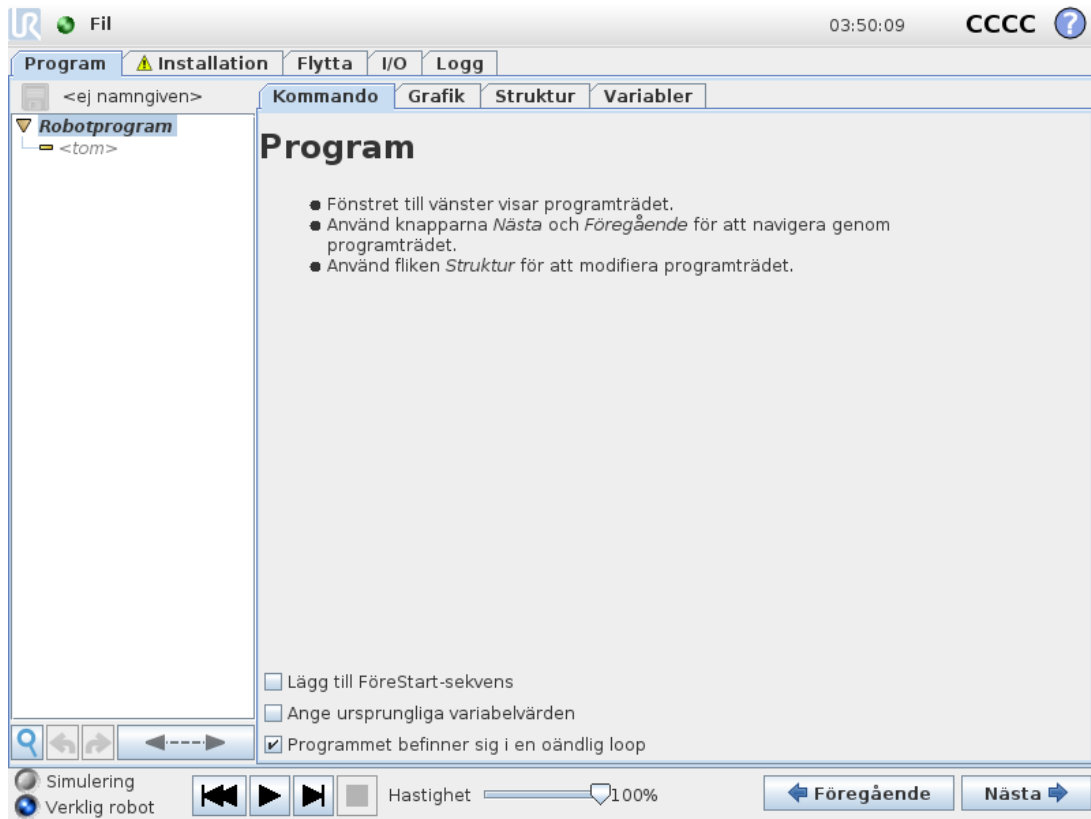 UR Fil 03:50:09 CCCC ?
Program Installation Flytta I/O Logg
<ej namngiven>
Kommando Grafik Struktur Variabler
Robotprogram
<tom>
Program
Fönstret till vänster visar programträdet.
Använd knapparna Nästa och Föregående för att navigera genom
programträdet.
Använd fliken Struktur för att modifiera programträdet.
Lägg till FöreStart-sekvens
Ange ursprungliga variabelvärden
Programmet befinner sig i en oändlig loop
Simulering
Verklig robot
Hastighet 100%
Föregående
Nästa